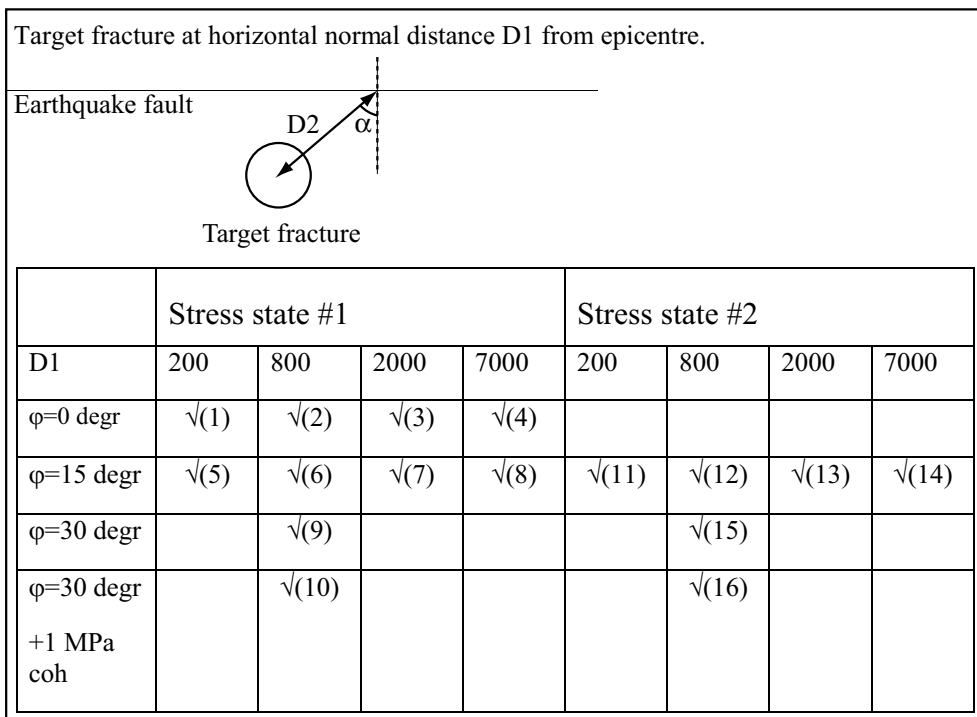 Target fracture at horizontal normal distance D1 from epicentre.
Earthquake fault
D2
α
Target fracture
Stress state #1 Stress state #2
D1 200 800 2000 7000 200 800 2000 7000
φ=0 degr √(1) √(2) √(3) √(4)
φ=15 degr √(5) √(6) √(7) √(8) √(11) √(12) √(13) √(14)
φ=30 degr √(9) √(15)
φ=30 degr √(10) √(16)
+1 MPa
coh